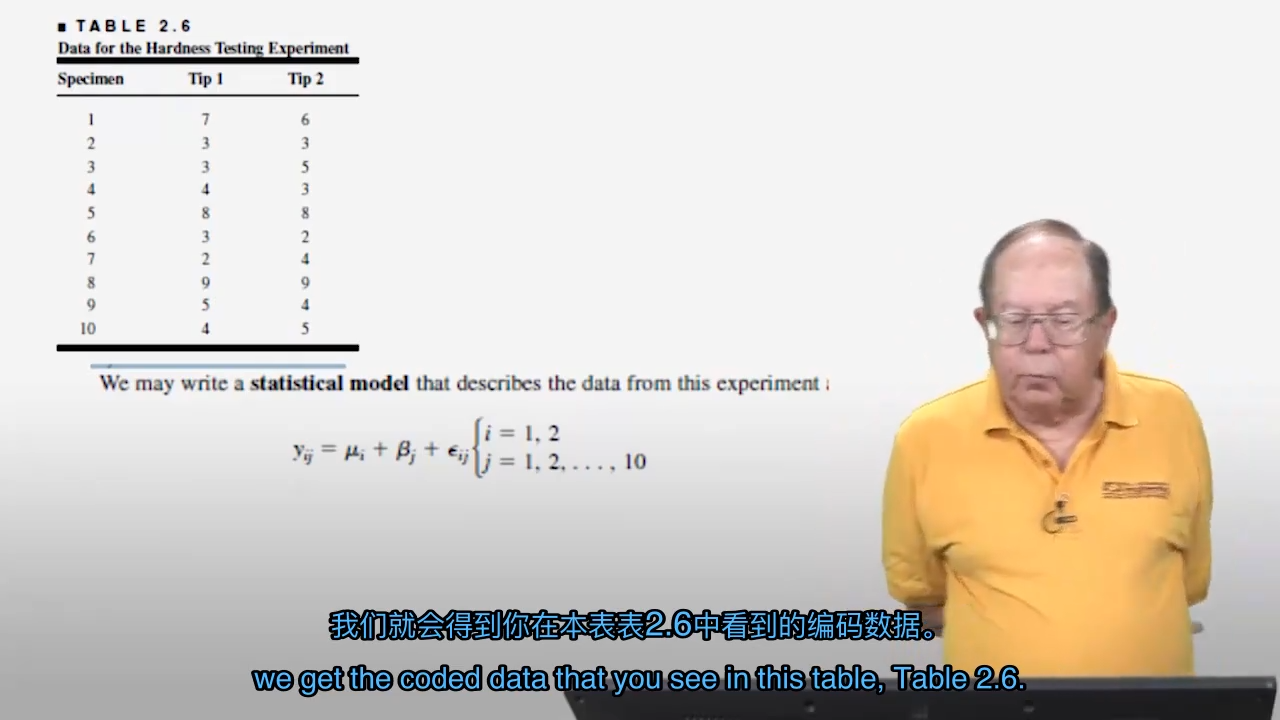 ■ TABLE 2.6
Data for the Hardness Testing Experiment
Specimen Tip 1 Tip 2
1 7 6
2 3 3
3 3 5
4 4 3
5 8 8
6 3 2
7 2 4
8 9 9
9 5 4
10 4 5
We may write a statistical model that describes the data from this experiment
y_ij = μ_i + β_j + ϵ_ij { i = 1, 2
j = 1, 2, . . . , 10
我们就会得到你在本表表2.6中看到的编码数据。
we get the coded data that you see in this table, Table 2.6.